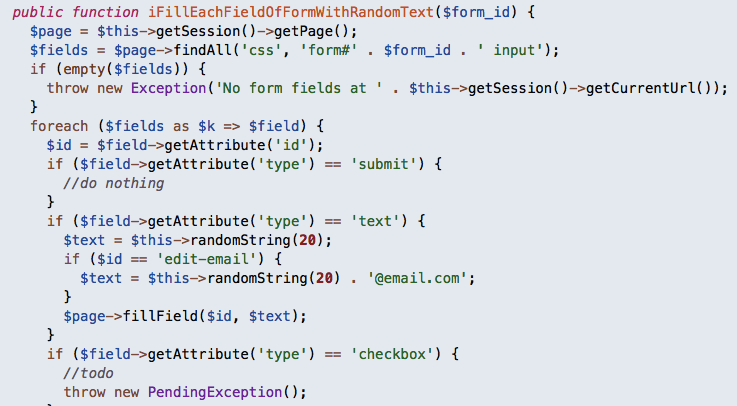 public function iFillEachFieldOfFormWithRandomText($form_id) {
  $page = $this->getSession()->getPage();
  $fields = $page->findAll('css', 'form#' . $form_id . ' input');
  if (empty($fields)) {
    throw new Exception('No form fields at ' . $this->getSession()->getCurrentUrl());
  }
  foreach ($fields as $k => $field) {
    $id = $field->getAttribute('id');
    if ($field->getAttribute('type') == 'submit') {
      //do nothing
    }
    if ($field->getAttribute('type') == 'text') {
      $text = $this->randomString(20);
      if ($id == 'edit-email') {
        $text = $this->randomString(20) . '@email.com';
      }
      $page->fillField($id, $text);
    }
    if ($field->getAttribute('type') == 'checkbox') {
      //todo
      throw new PendingException();